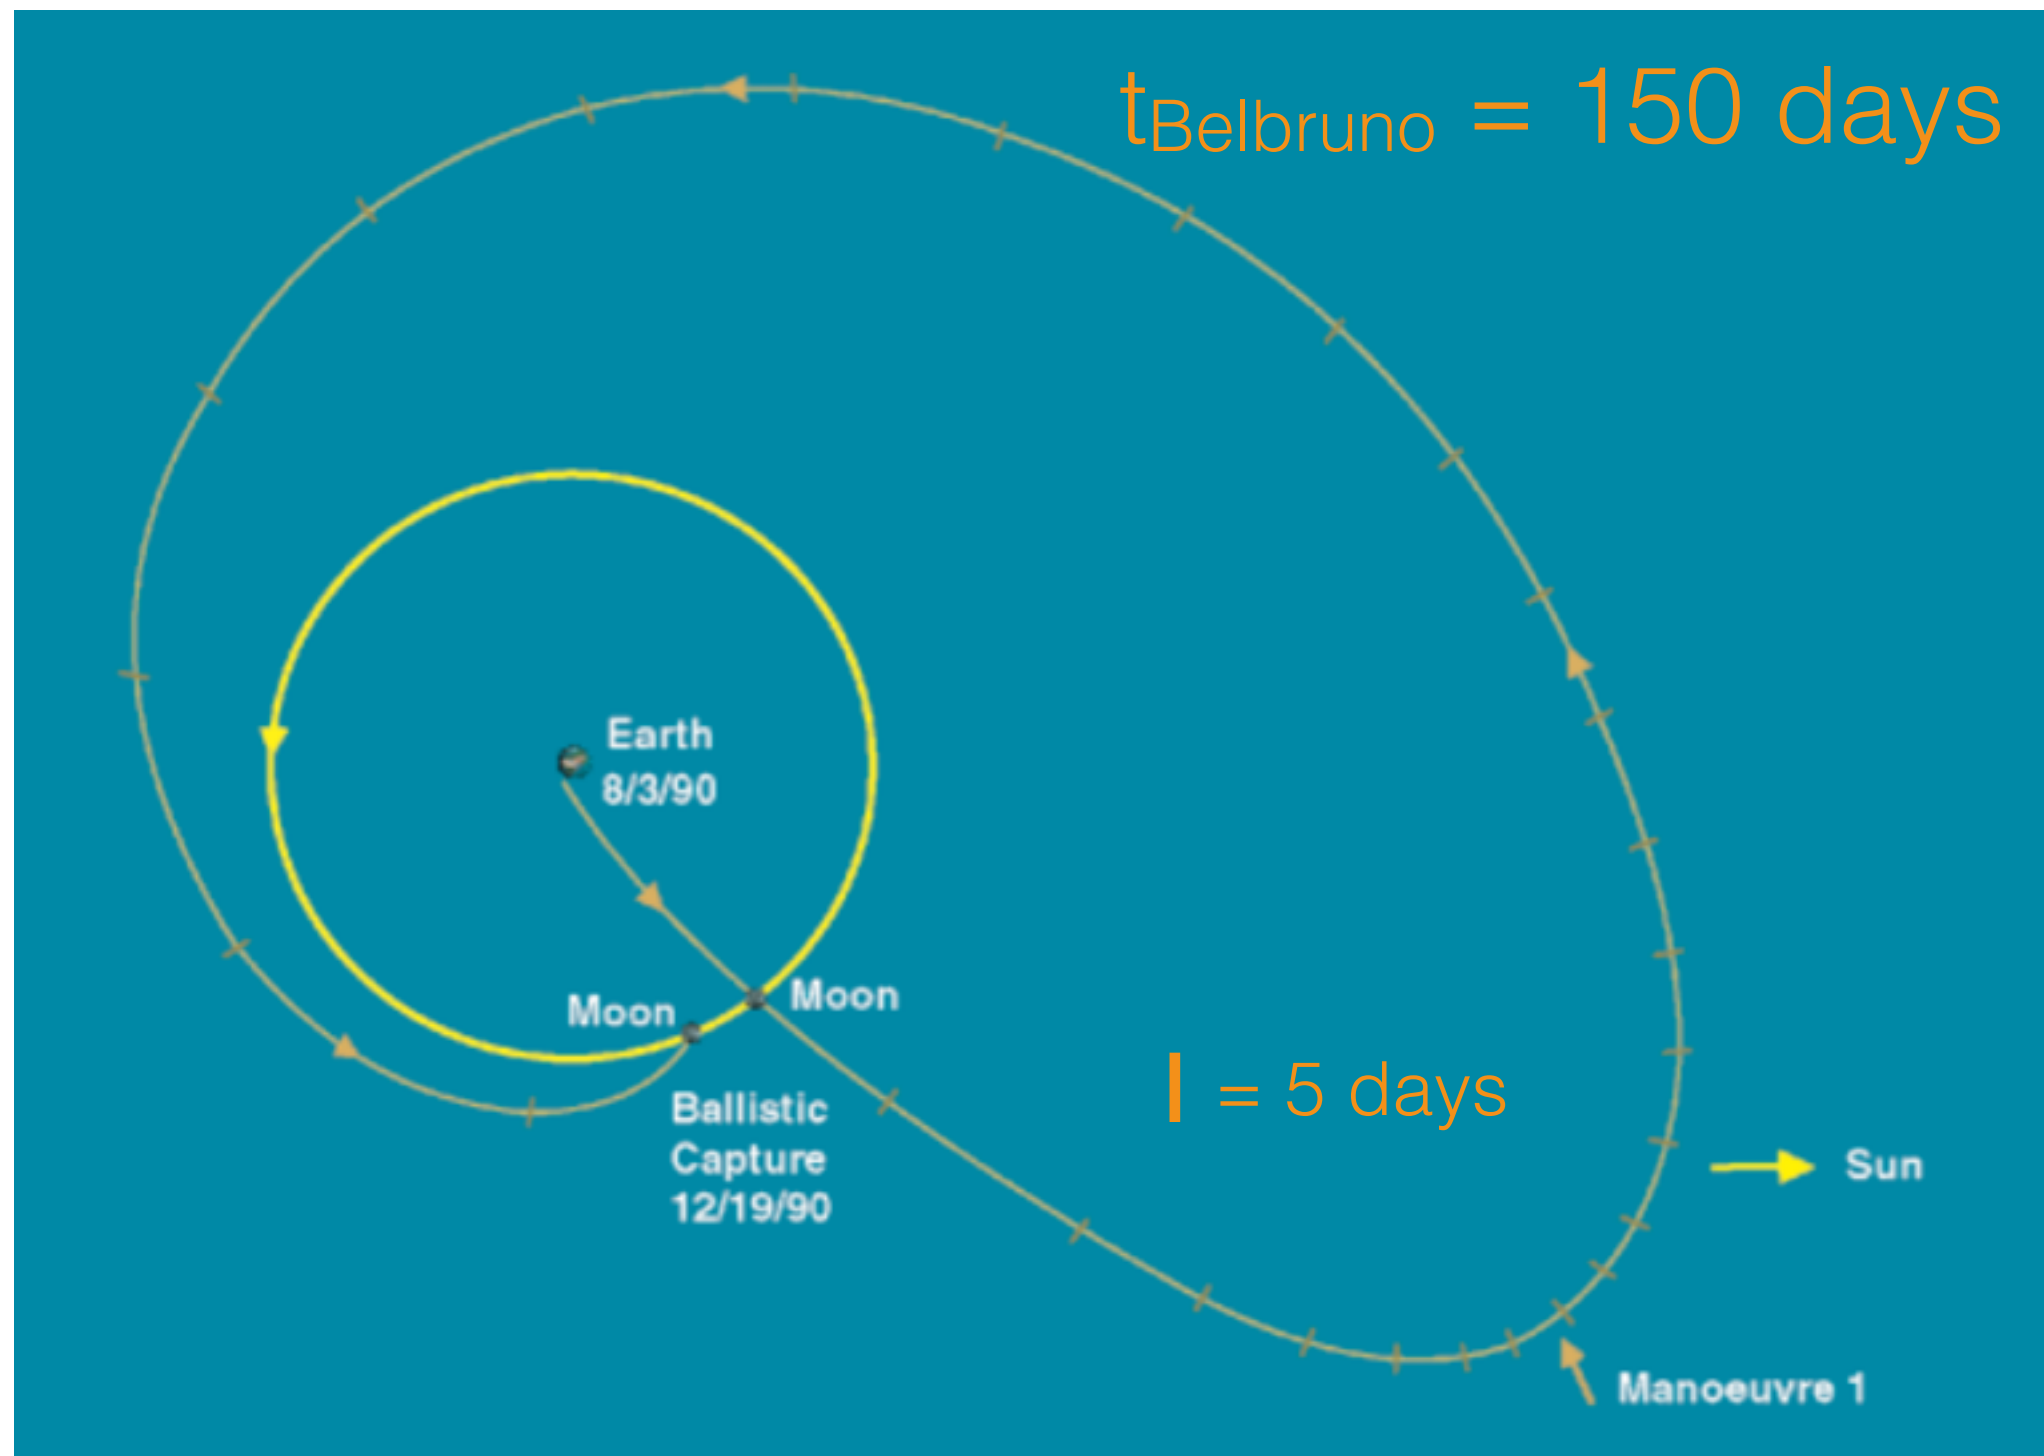 tBelbruno = 150 days
Earth
8/3/90
Moon
Moon
Ballistic
Capture
12/19/90
I = 5 days
Sun
Manoeuvre 1